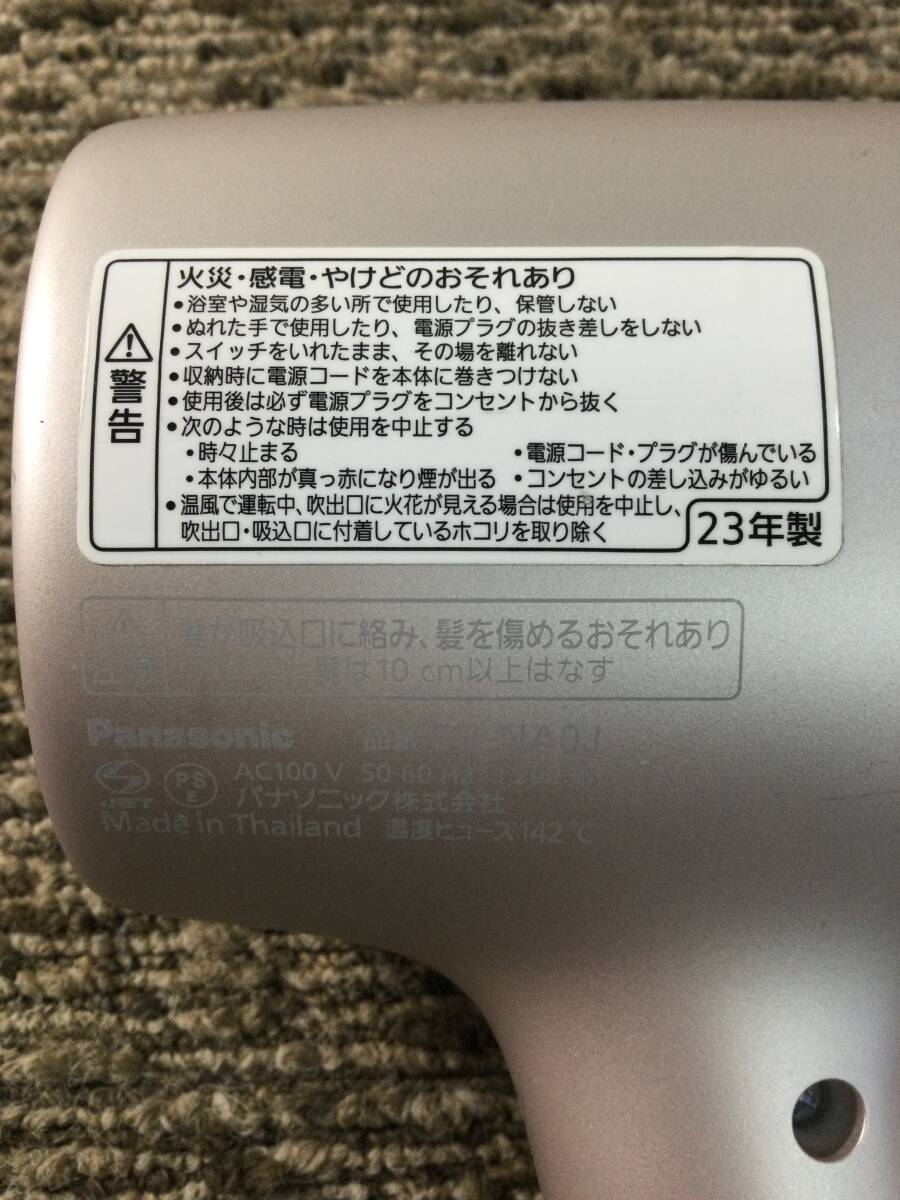 警告
火災・感電・やけどのおそれあり
・浴室や湿気の多い所で使用したり、保管しない
・ぬれた手で使用したり、電源プラグの抜き差しをしない
・スイッチをいれたまま、その場を離れない
・収納時に電源コードを本体に巻きつけない
・使用後は必ず電源プラグをコンセントから抜く
・次のような時は使用を中止する
・時々止まる ・電源コード・プラグが傷んでいる
・本体内部が真っ赤になり煙が出る ・コンセントの差し込みがゆるい
・温風で運転中、吹出口に火花が見える場合は使用を中止し、
吹出口・吸込口に付着しているホコリを取り除く
23年製
吸込口に絡み、髪を傷めるおそれあり
は10 cm以上はなす
Panasonic 品番 NA0J
JET PS E AC100 V 50-60 Hz
パナソニック株式会社
Made in Thailand 温度ヒューズ142℃